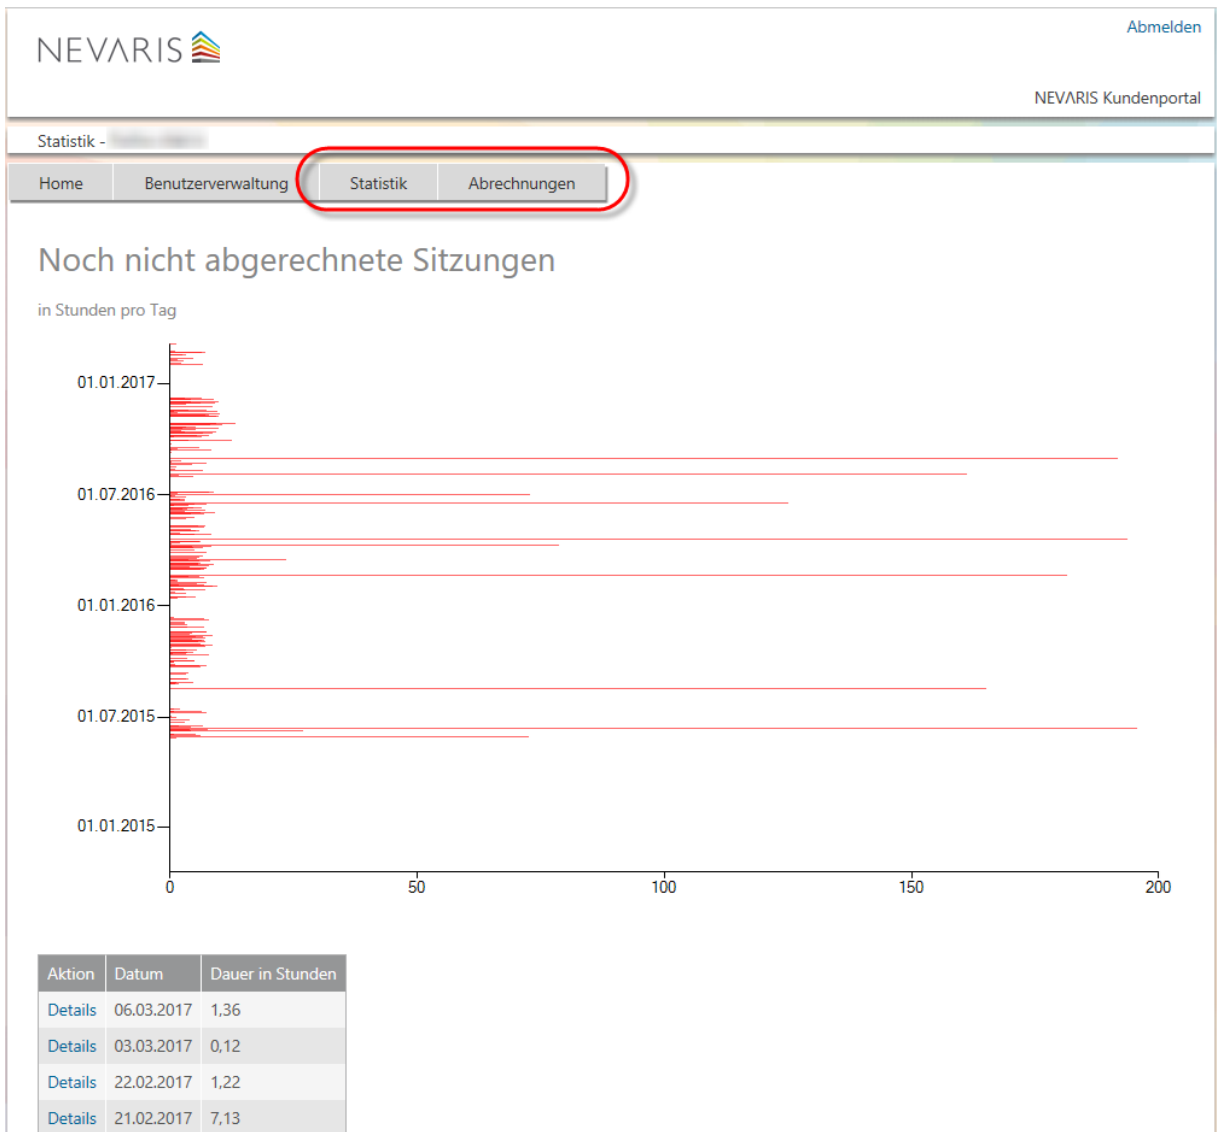 NEVARIS
Abmelden
NEVARIS Kundenportal
Statistik -
Home Benutzerverwaltung Statistik Abrechnungen
Noch nicht abgerechnete Sitzungen
in Stunden pro Tag
01.01.2017
01.07.2016
01.01.2016
01.07.2015
01.01.2015
0 50 100 150 200
Aktion Datum Dauer in Stunden
Details 06.03.2017 1,36
Details 03.03.2017 0,12
Details 22.02.2017 1,22
Details 21.02.2017 7,13